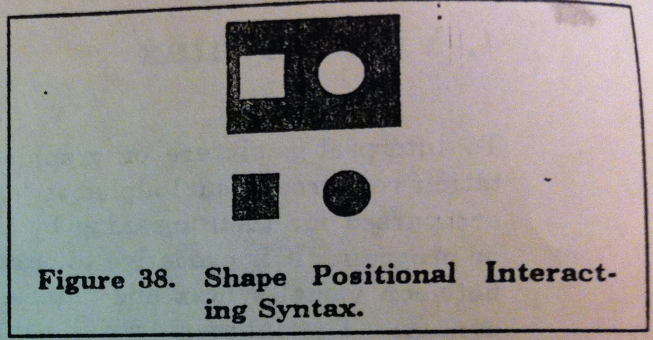 Figure 38. Shape Positional Interact-
ing Syntax.